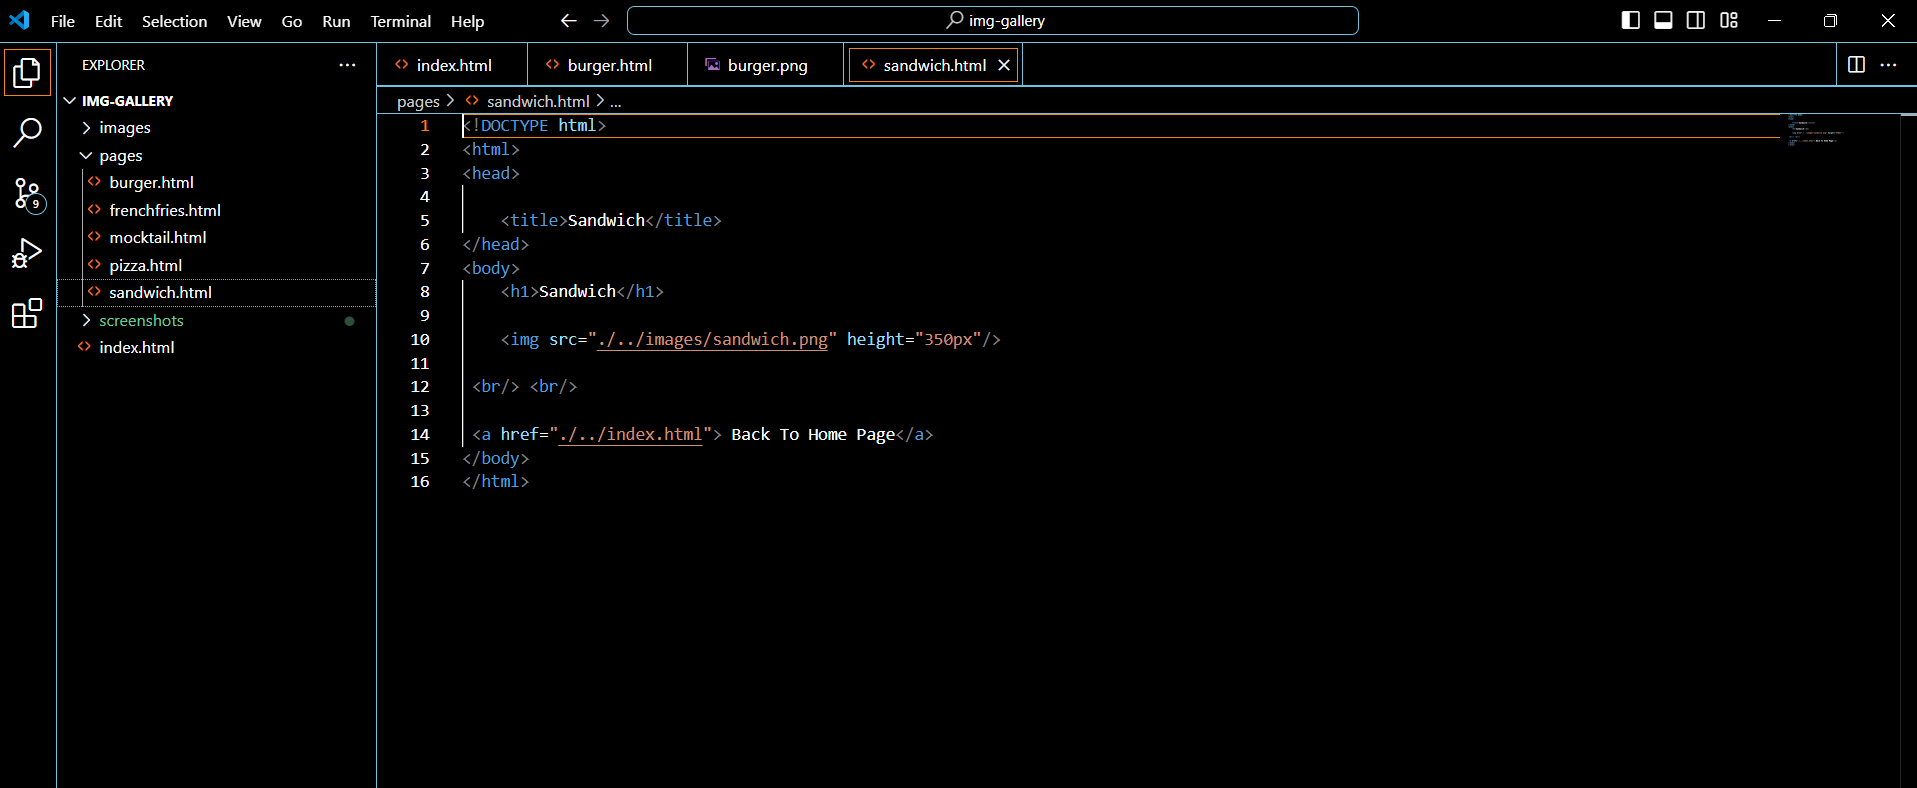 File Edit Selection View Go Run Terminal Help
img-gallery
EXPLORER
IMG-GALLERY
images
pages
burger.html
frenchfries.html
mocktail.html
pizza.html
sandwich.html
screenshots
index.html
9
index.html burger.html burger.png sandwich.html
pages > sandwich.html > ...
1 <!DOCTYPE html>
2 <html>
3 <head>
4
5 <title>Sandwich</title>
6 </head>
7 <body>
8 <h1>Sandwich</h1>
9
10 <img src="./../images/sandwich.png" height="350px"/>
11
12 <br/> <br/>
13
14 <a href="./../index.html"> Back To Home Page</a>
15 </body>
16 </html>